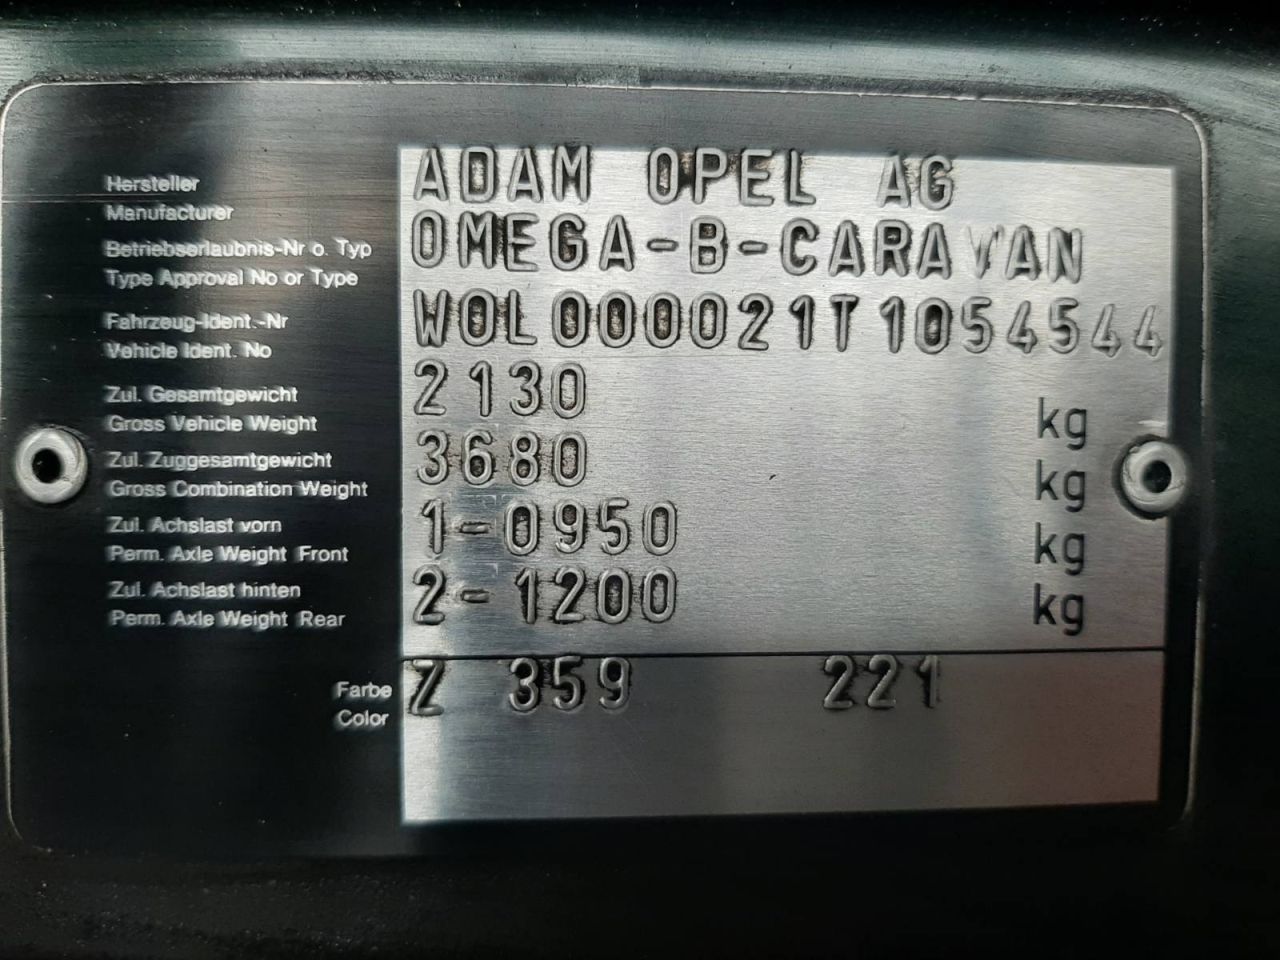 Hersteller
Manufacturer
ADAM OPEL AG
Betriebserlaubnis-Nr o. Typ
Type Approval No or Type
OMEGA-B-CARAVAN
Fahrzeug-Ident.-Nr
Vehicle Ident. No
W0L000021T1054544
Zul. Gesamtgewicht
Gross Vehicle Weight
2130 kg
Zul. Zuggesamtgewicht
Gross Combination Weight
3680 kg
Zul. Achslast vorn
Perm. Axle Weight Front
1-0950 kg
Zul. Achslast hinten
Perm. Axle Weight Rear
2-1200 kg
Farbe
Color
Z 359 221